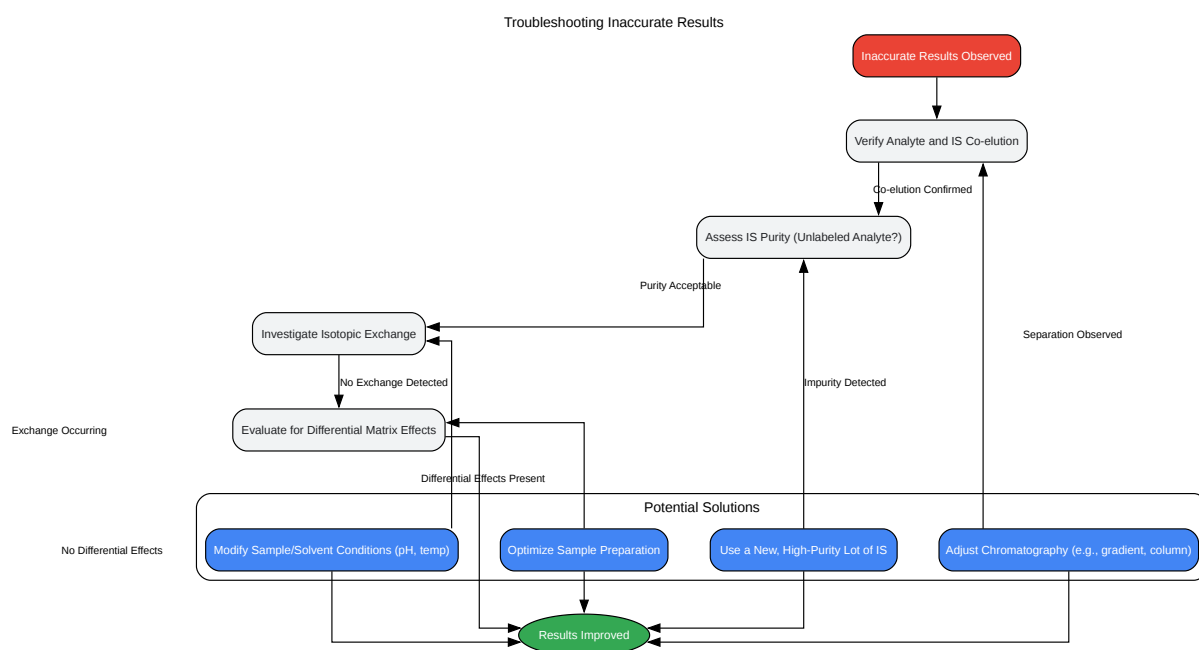 Troubleshooting Inaccurate Results
Inaccurate Results Observed
Verify Analyte and IS Co-elution
Co-elution Confirmed
Assess IS Purity (Unlabeled Analyte?)
Purity Acceptable
Investigate Isotopic Exchange
Separation Observed
No Exchange Detected
Impurity Detected
Exchange Occurring
Evaluate for Differential Matrix Effects
Differential Effects Present
Potential Solutions
No Differential Effects
Modify Sample/Solvent Conditions (pH, temp)
Optimize Sample Preparation
Use a New, High-Purity Lot of IS
Adjust Chromatography (e.g., gradient, column)
Results Improved